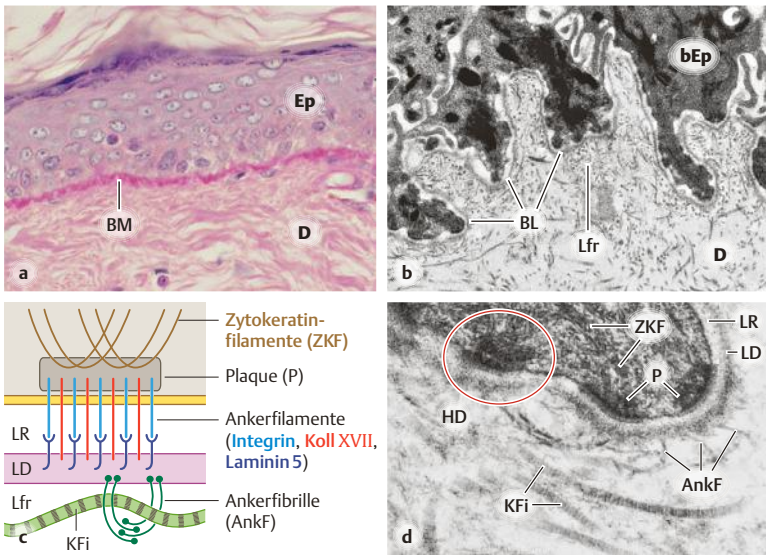 Ep
BM
D
a
bEp
BL
Lfr
D
b
Zytokeratin-
filamente (ZKF)
Plaque (P)
Ankerfilamente
(Integrin, Koll XVII,
Laminin 5)
Ankerfibrille
(AnkF)
LR
LD
Lfr
KFi
c
ZKF
LR
LD
P
HD
AnkF
KFi
d